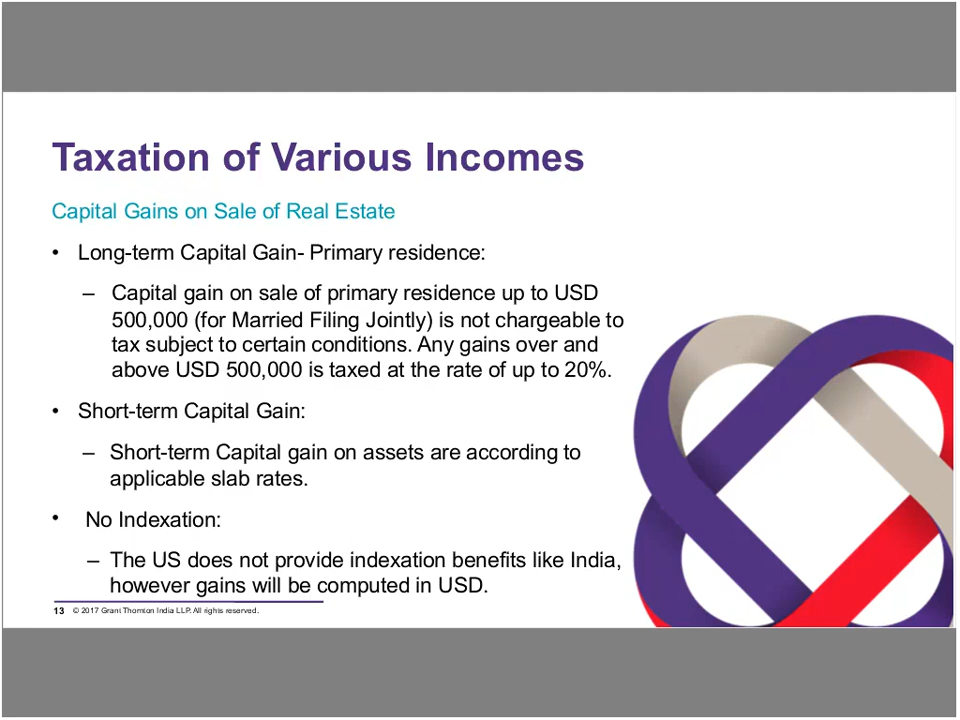 Taxation of Various Incomes
Capital Gains on Sale of Real Estate
• Long-term Capital Gain- Primary residence:
– Capital gain on sale of primary residence up to USD
500,000 (for Married Filing Jointly) is not chargeable to
tax subject to certain conditions. Any gains over and
above USD 500,000 is taxed at the rate of up to 20%.
• Short-term Capital Gain:
– Short-term Capital gain on assets are according to
applicable slab rates.
• No Indexation:
– The US does not provide indexation benefits like India,
however gains will be computed in USD.
13 © 2017 Grant Thornton India LLP. All rights reserved.